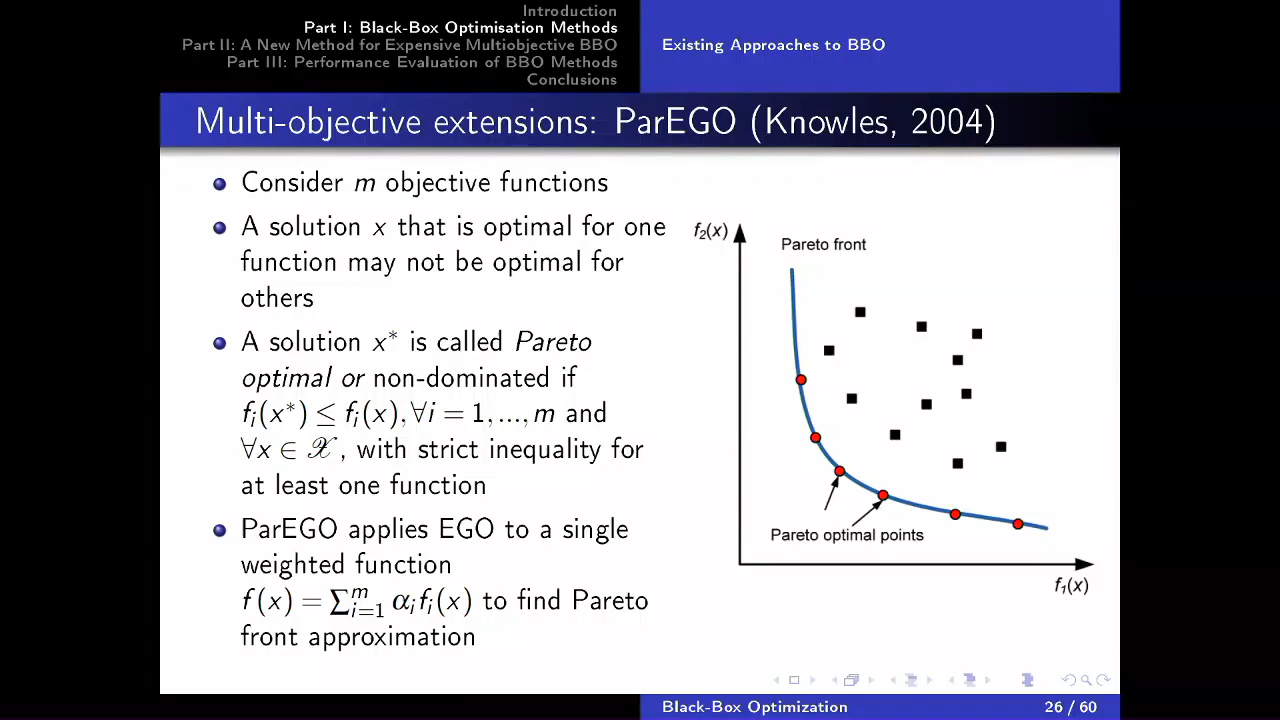 Introduction
Part I: Black-Box Optimisation Methods
Part II: A New Method for Expensive Multiobjective BBO
Part III: Performance Evaluation of BBO Methods
Conclusions
Existing Approaches to BBO
Multi-objective extensions: ParEGO (Knowles, 2004)
Consider m objective functions
A solution x that is optimal for one
function may not be optimal for
others
A solution x* is called Pareto
optimal or non-dominated if
fᵢ(x*) ≤ fᵢ(x), ∀i = 1, ..., m and
∀x ∈ 𝒳, with strict inequality for
at least one function
ParEGO applies EGO to a single
weighted function
f(x) = ∑ᵢ₌₁ᵐ αᵢfᵢ(x) to find Pareto
front approximation
f₂(x)
Pareto front
Pareto optimal points
f₁(x)
Black-Box Optimization
26 / 60